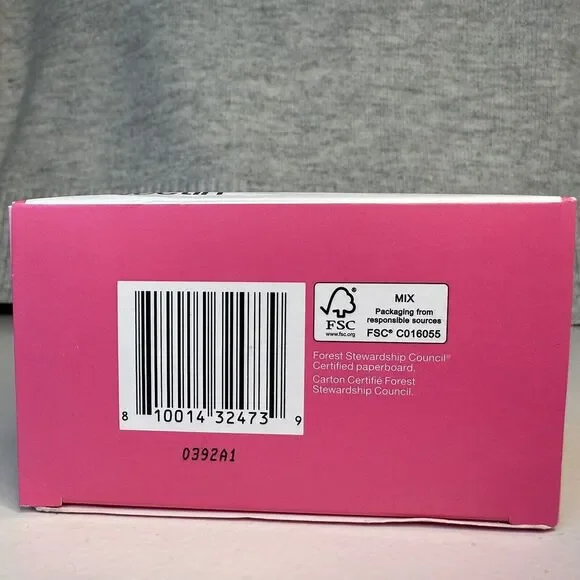 8 10014 32473 9
0392A1
FSC
www.fsc.org
MIX
Packaging from
responsible sources
FSC® C016055
Forest Stewardship Council®
Certified paperboard.
Carton Certifié Forest
Stewardship Council.